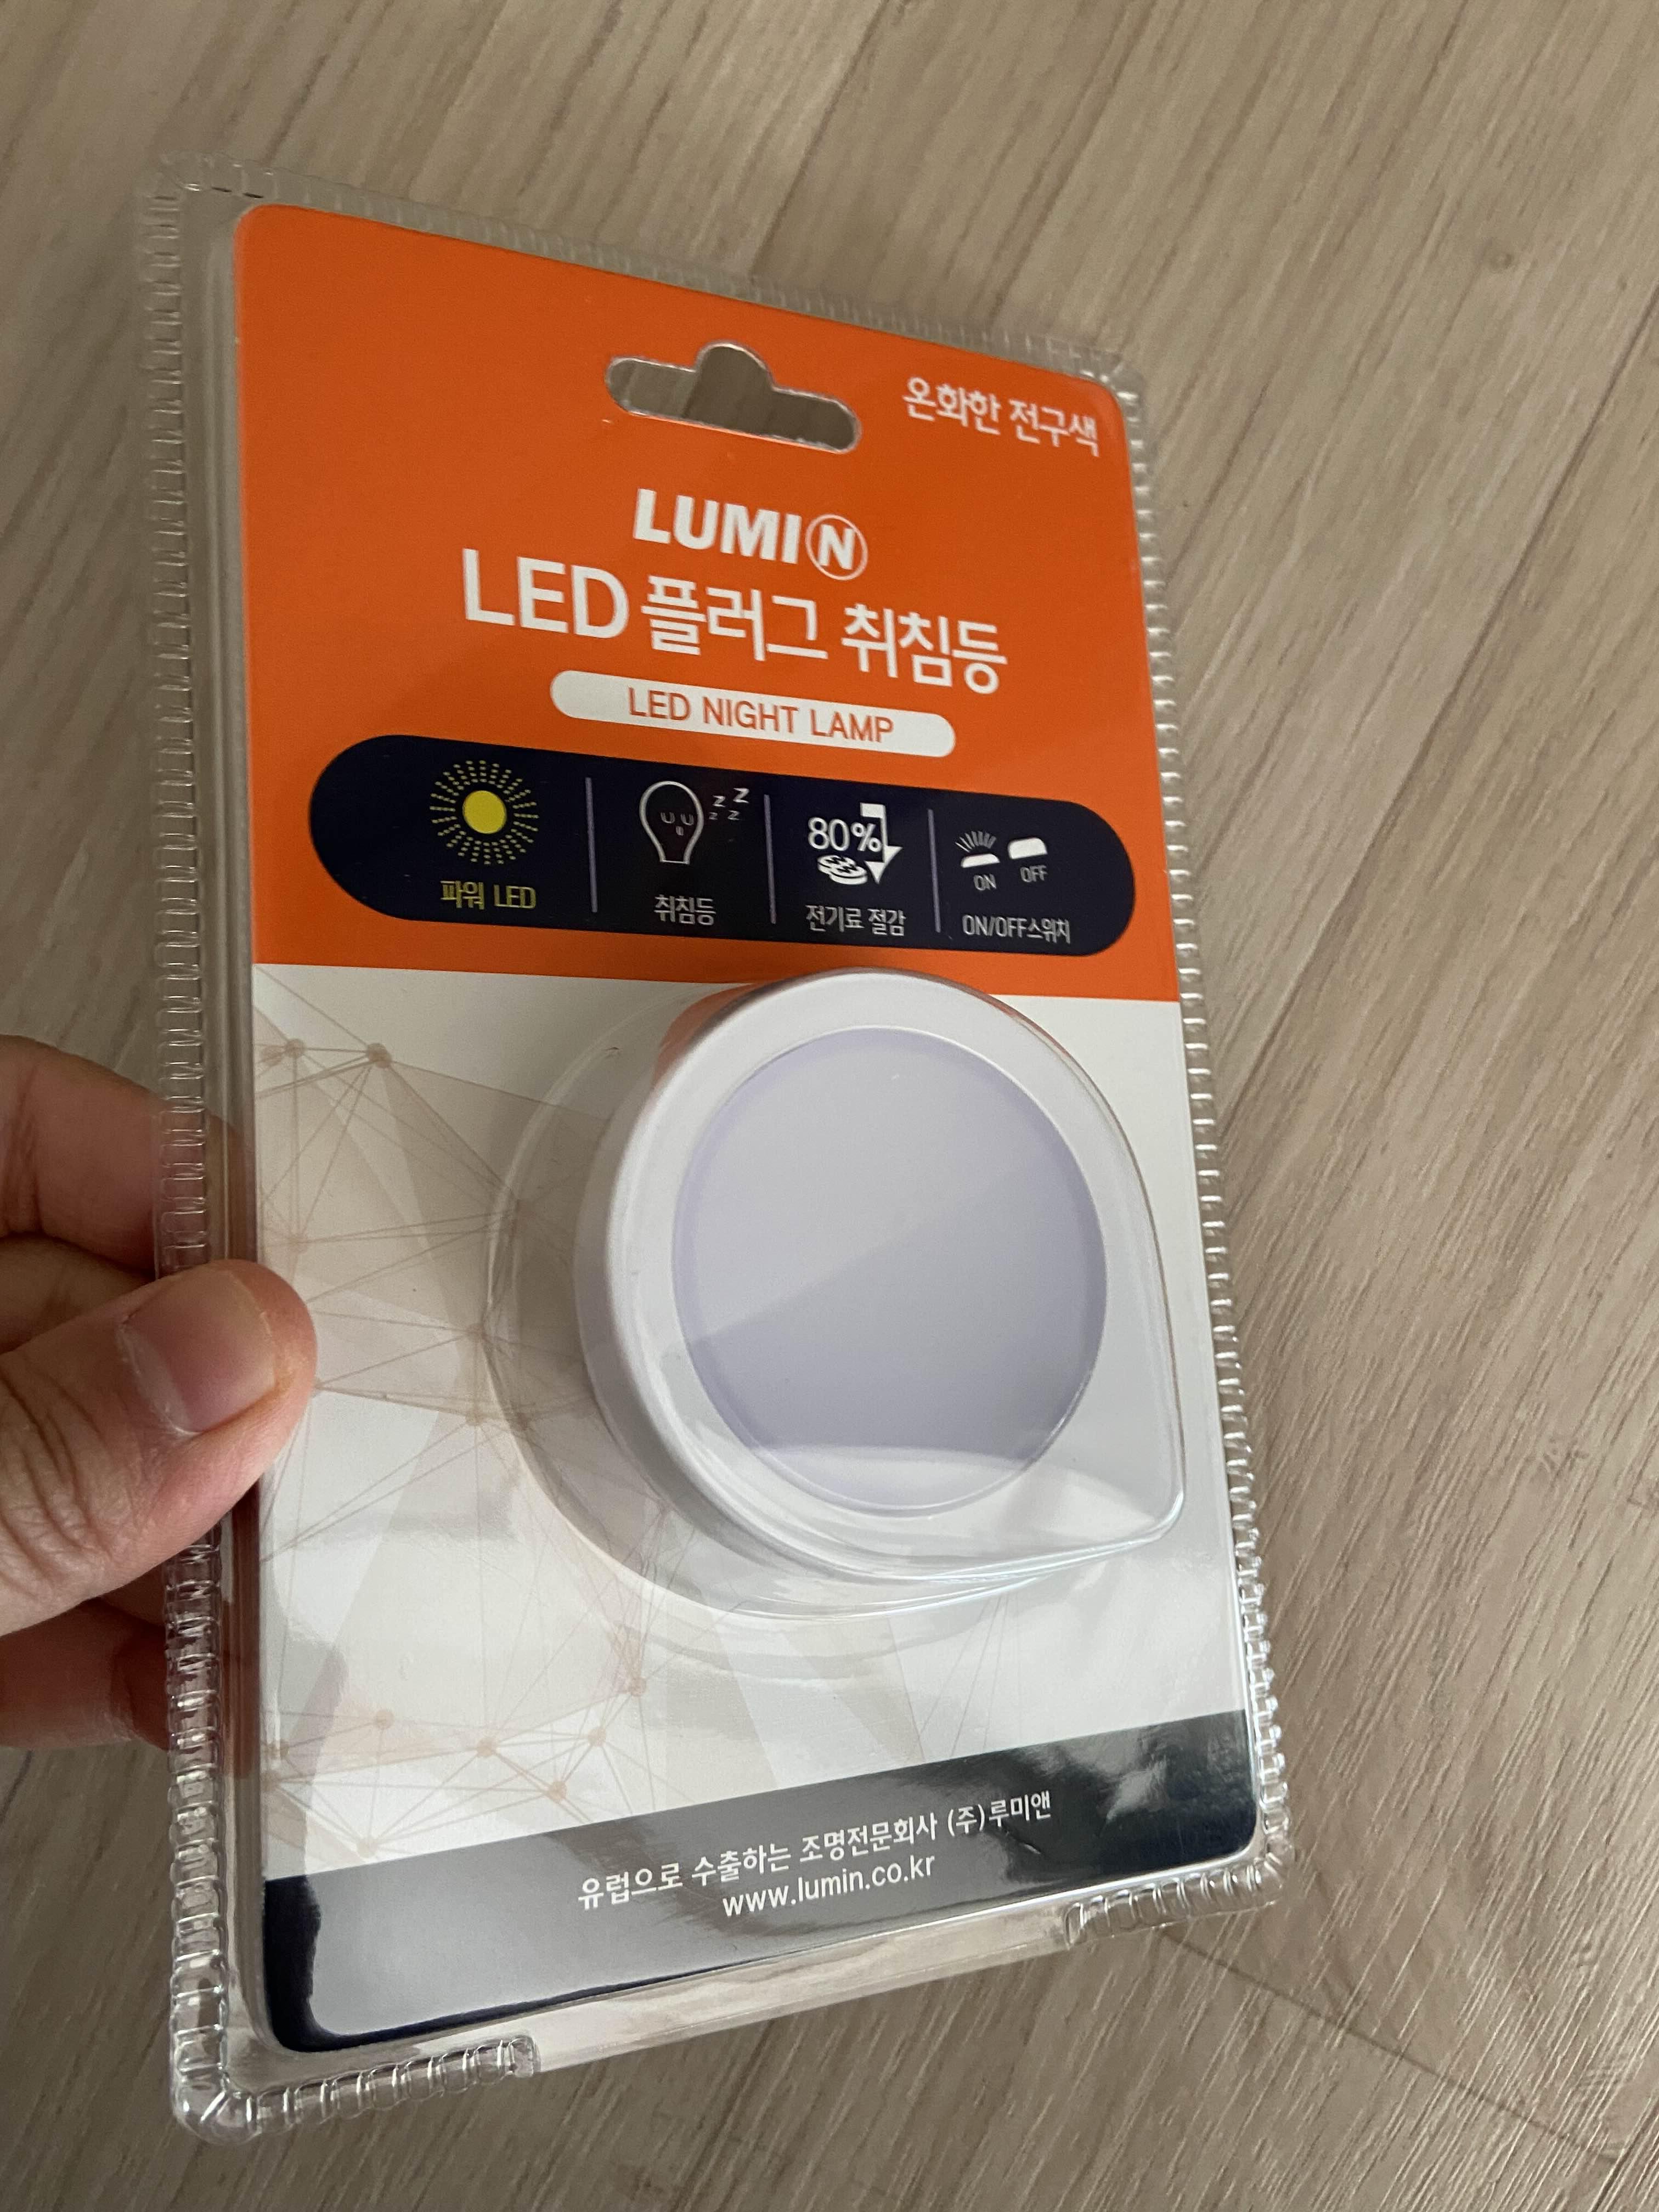 온화한 전구색
LUMIN
LED 플러그 취침등
LED NIGHT LAMP
z z z z
80%
ON OFF
파워 LED
취침등
전기료 절감
ON/OFF스위치
유럽으로 수출하는 조명전문회사 (주)루미앤
www.lumin.co.kr